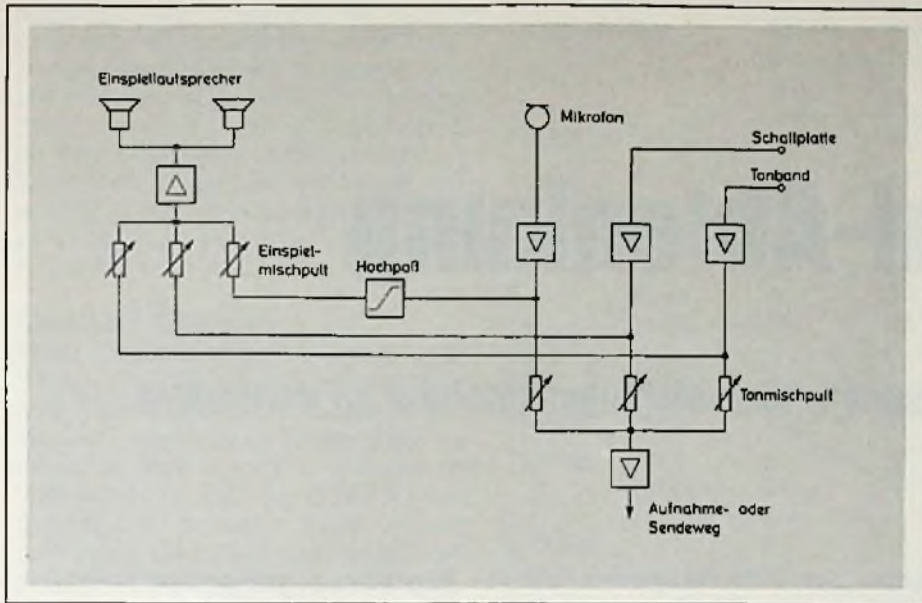 Einspiellautsprecher
Mikrofon
Schallplatte
Tonband
Einspiel-
mischpult
Hochpaß
Tonmischpult
Aufnahme- oder
Sendeweg